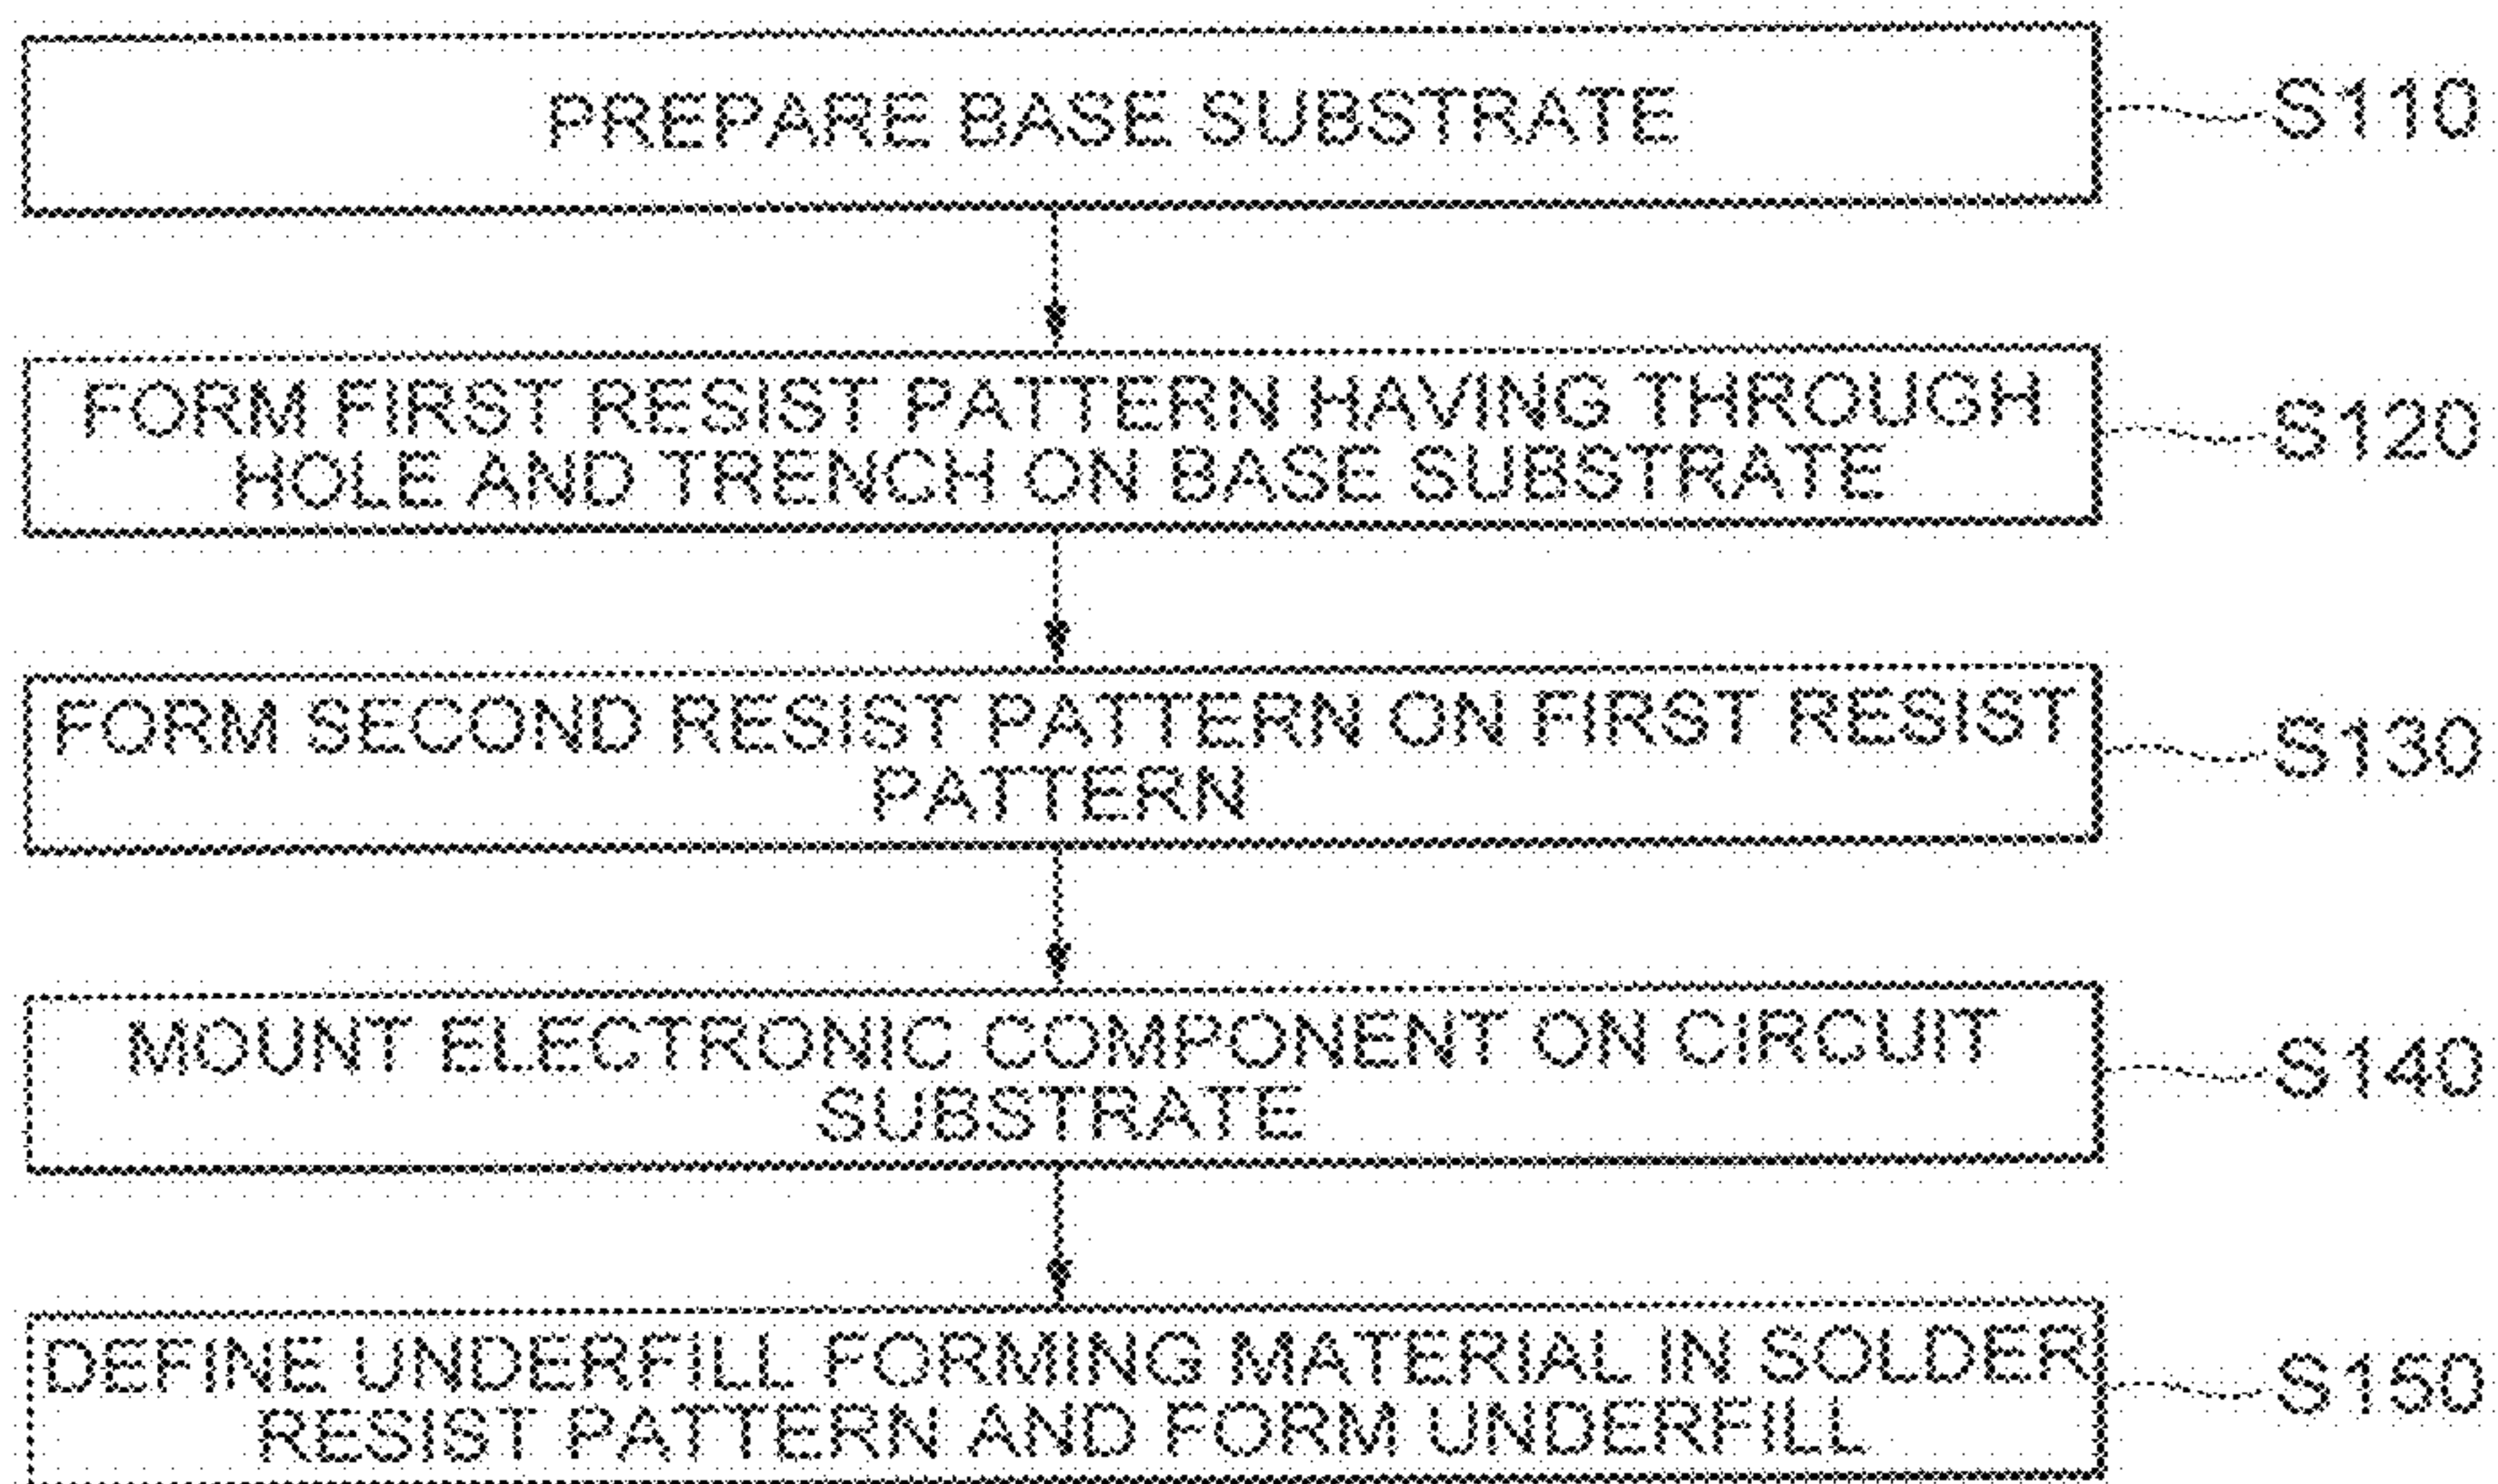 PREPARE BASE SUBSTRATE
S110
FORM FIRST RESIST PATTERN HAVING THROUGH
HOLE AND TRENCH ON BASE SUBSTRATE
S120
FORM SECOND RESIST PATTERN ON FIRST RESIST
PATTERN
S130
MOUNT ELECTRONIC COMPONENT ON CIRCUIT
SUBSTRATE
S140
DEFINE UNDERFILL FORMING MATERIAL IN SOLDER
RESIST PATTERN AND FORM UNDERFILL
S150